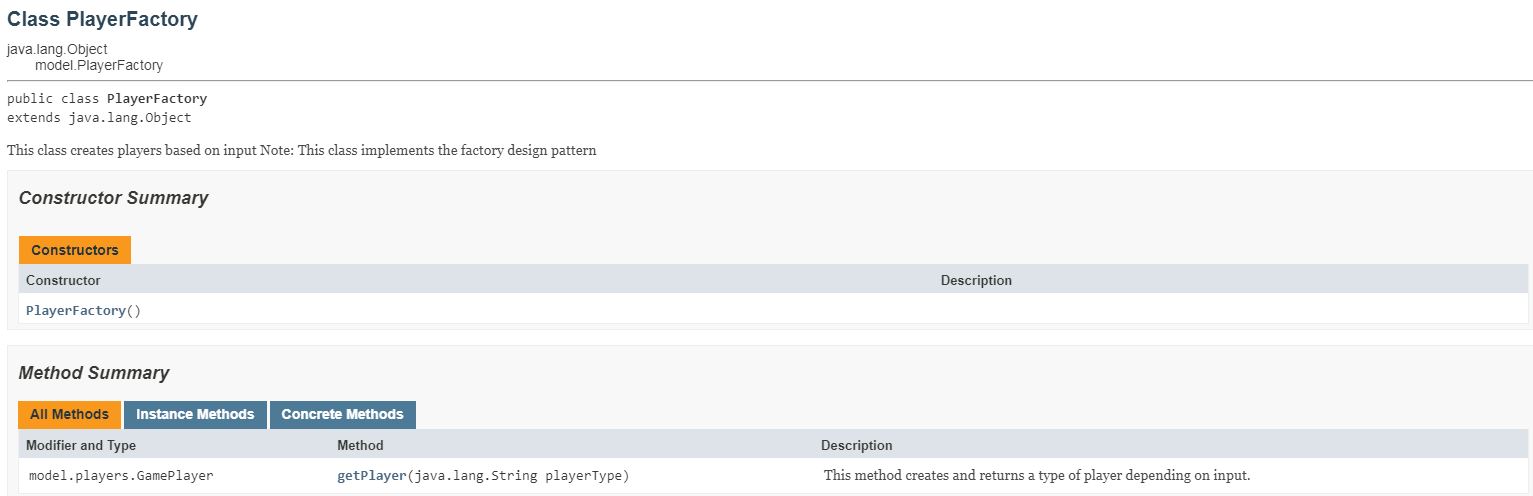 Class PlayerFactory
java.lang.Object
model.PlayerFactory
public class PlayerFactory
extends java.lang.Object
This class creates players based on input Note: This class implements the factory design pattern
Constructor Summary
Constructors
Constructor Description
PlayerFactory()
Method Summary
All Methods Instance Methods Concrete Methods
Modifier and Type Method Description
model.players.GamePlayer getPlayer(java.lang.String playerType) This method creates and returns a type of player depending on input.